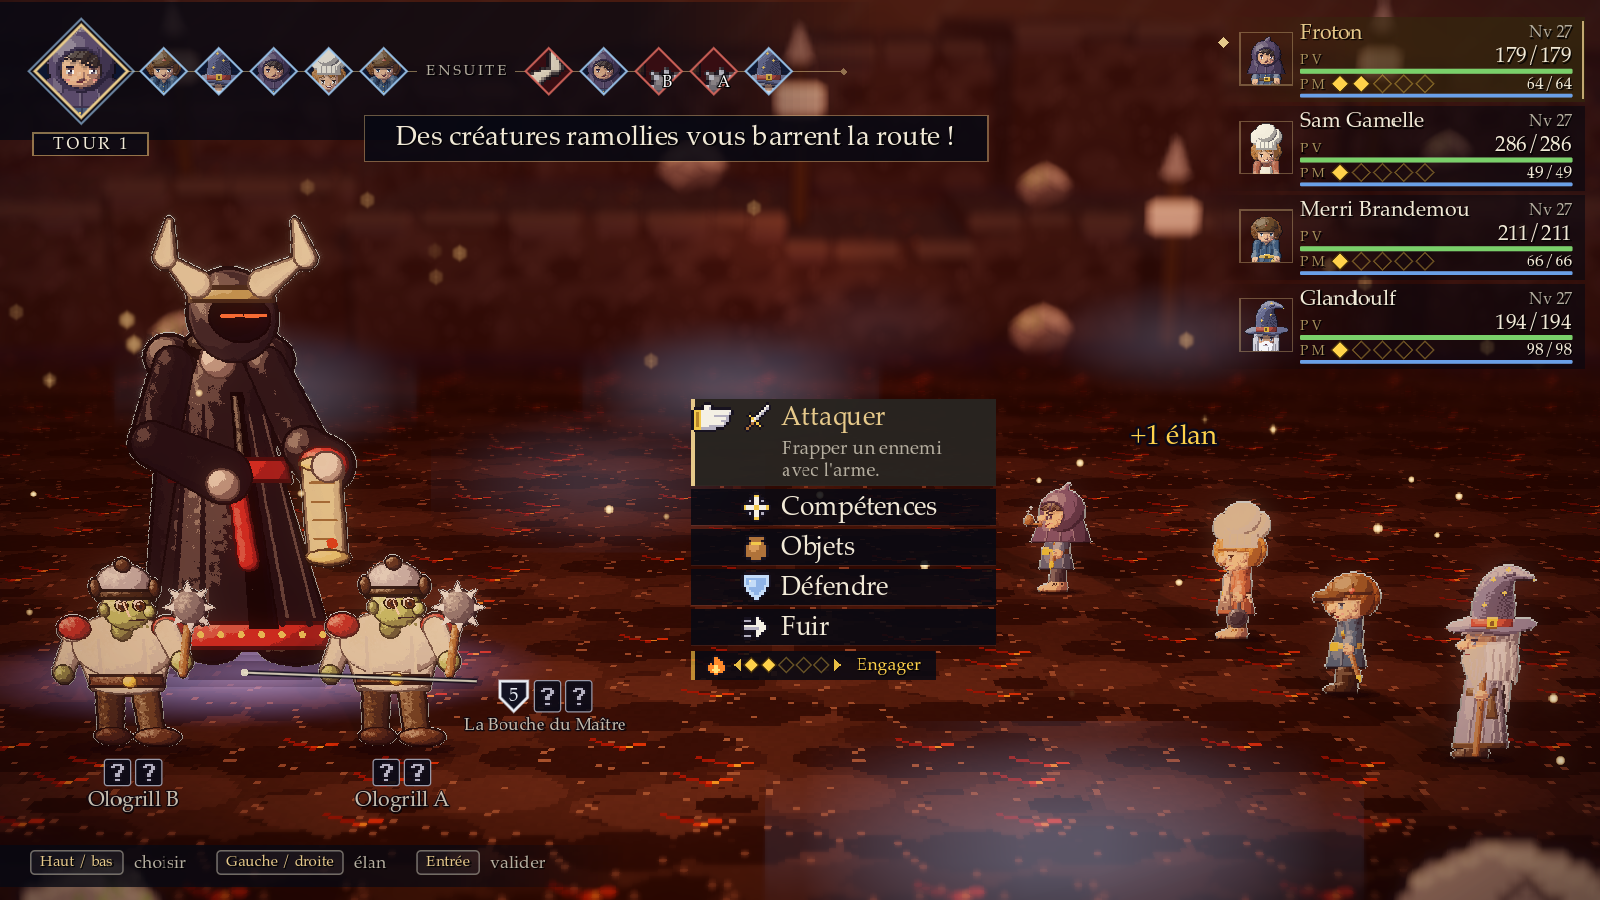 ENSUITE
B
A
TOUR 1
Des créatures ramollies vous barrent la route !
Froton
Nv 27
PV
179/179
PM
64/64
Sam Gamelle
Nv 27
PV
286/286
PM
49/49
Merri Brandemou
Nv 27
PV
211/211
PM
66/66
Glandoulf
Nv 27
PV
194/194
PM
98/98
Attaquer
Frapper un ennemi
avec l'arme.
Compétences
Objets
Défendre
Fuir
Engager
+1 élan
5 ? ?
La Bouche du Maître
? ?
Ologrill B
? ?
Ologrill A
Haut / bas choisir Gauche / droite élan Entrée valider